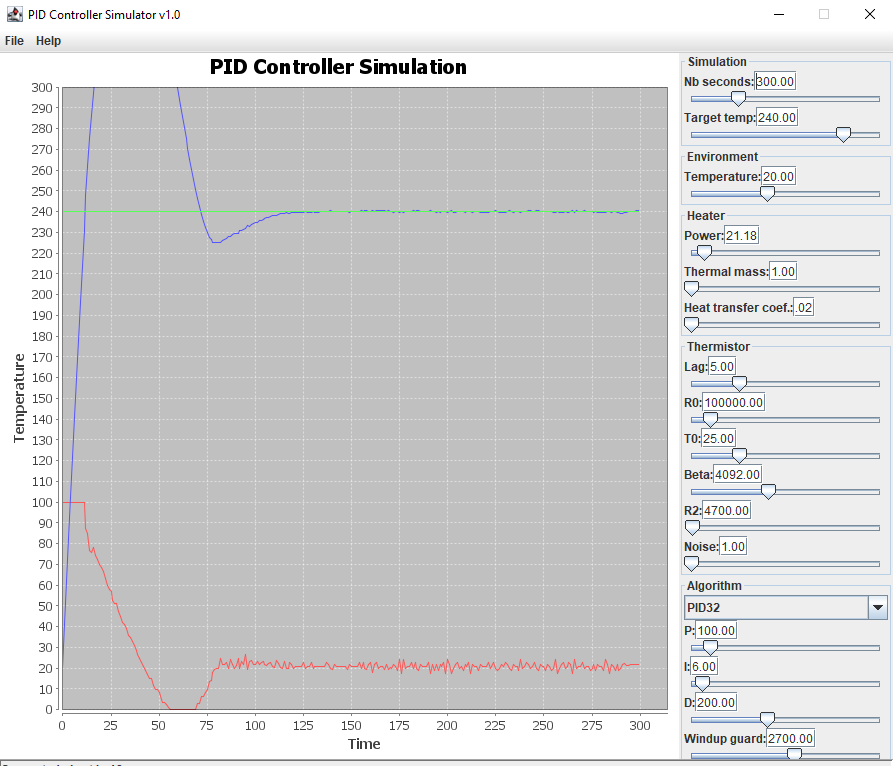 PID Controller Simulator v1.0
File Help
PID Controller Simulation
300
290
280
270
260
250
240
230
220
210
200
190
180
170
160
150
140
130
120
110
100
90
80
70
60
50
40
30
20
10
0
Temperature
0 25 50 75 100 125 150 175 200 225 250 275 300
Time
Simulation
Nb seconds: 300.00
Target temp: 240.00
Environment
Temperature: 20.00
Heater
Power: 21.18
Thermal mass: 1.00
Heat transfer coef.: .02
Thermistor
Lag: 5.00
R0: 100000.00
T0: 25.00
Beta: 4092.00
R2: 4700.00
Noise: 1.00
Algorithm
PID32
P: 100.00
I: 6.00
D: 200.00
Windup guard: 2700.00